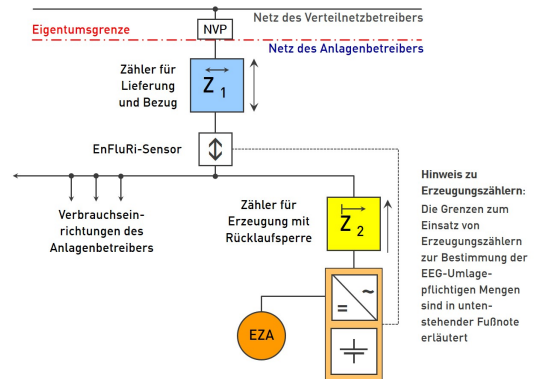 Netz des Verteilnetzbetreibers
Eigentumsgrenze
NVP
Netz des Anlagenbetreibers
Zähler für
Lieferung
und Bezug
Z 1
EnFluRi-Sensor
Verbrauchsein-
richtungen des
Anlagenbetreibers
Zähler für
Erzeugung mit
Rücklaufsperre
Z 2
EZA
Hinweis zu
Erzeugungszählern:
Die Grenzen zum
Einsatz von
Erzeugungszählern
zur Bestimmung der
EEG-Umlage-
pflichtigen Mengen
sind in unten-
stehender Fußnote
erläutert